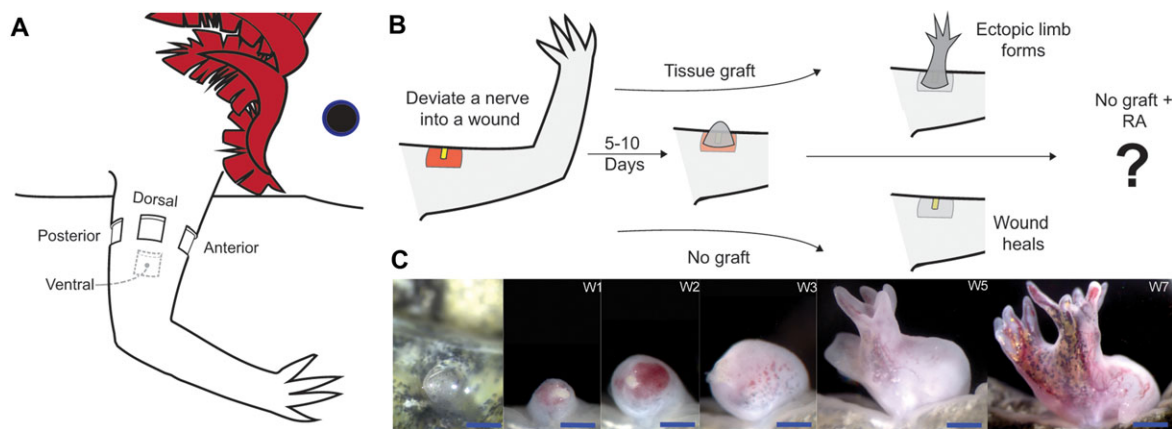 A
Dorsal
Posterior
Anterior
Ventral
B
Deviate a nerve
into a wound
5-10
Days
Tissue graft
No graft
Ectopic limb
forms
Wound
heals
No graft +
RA
?
C
W1
W2
W3
W5
W7